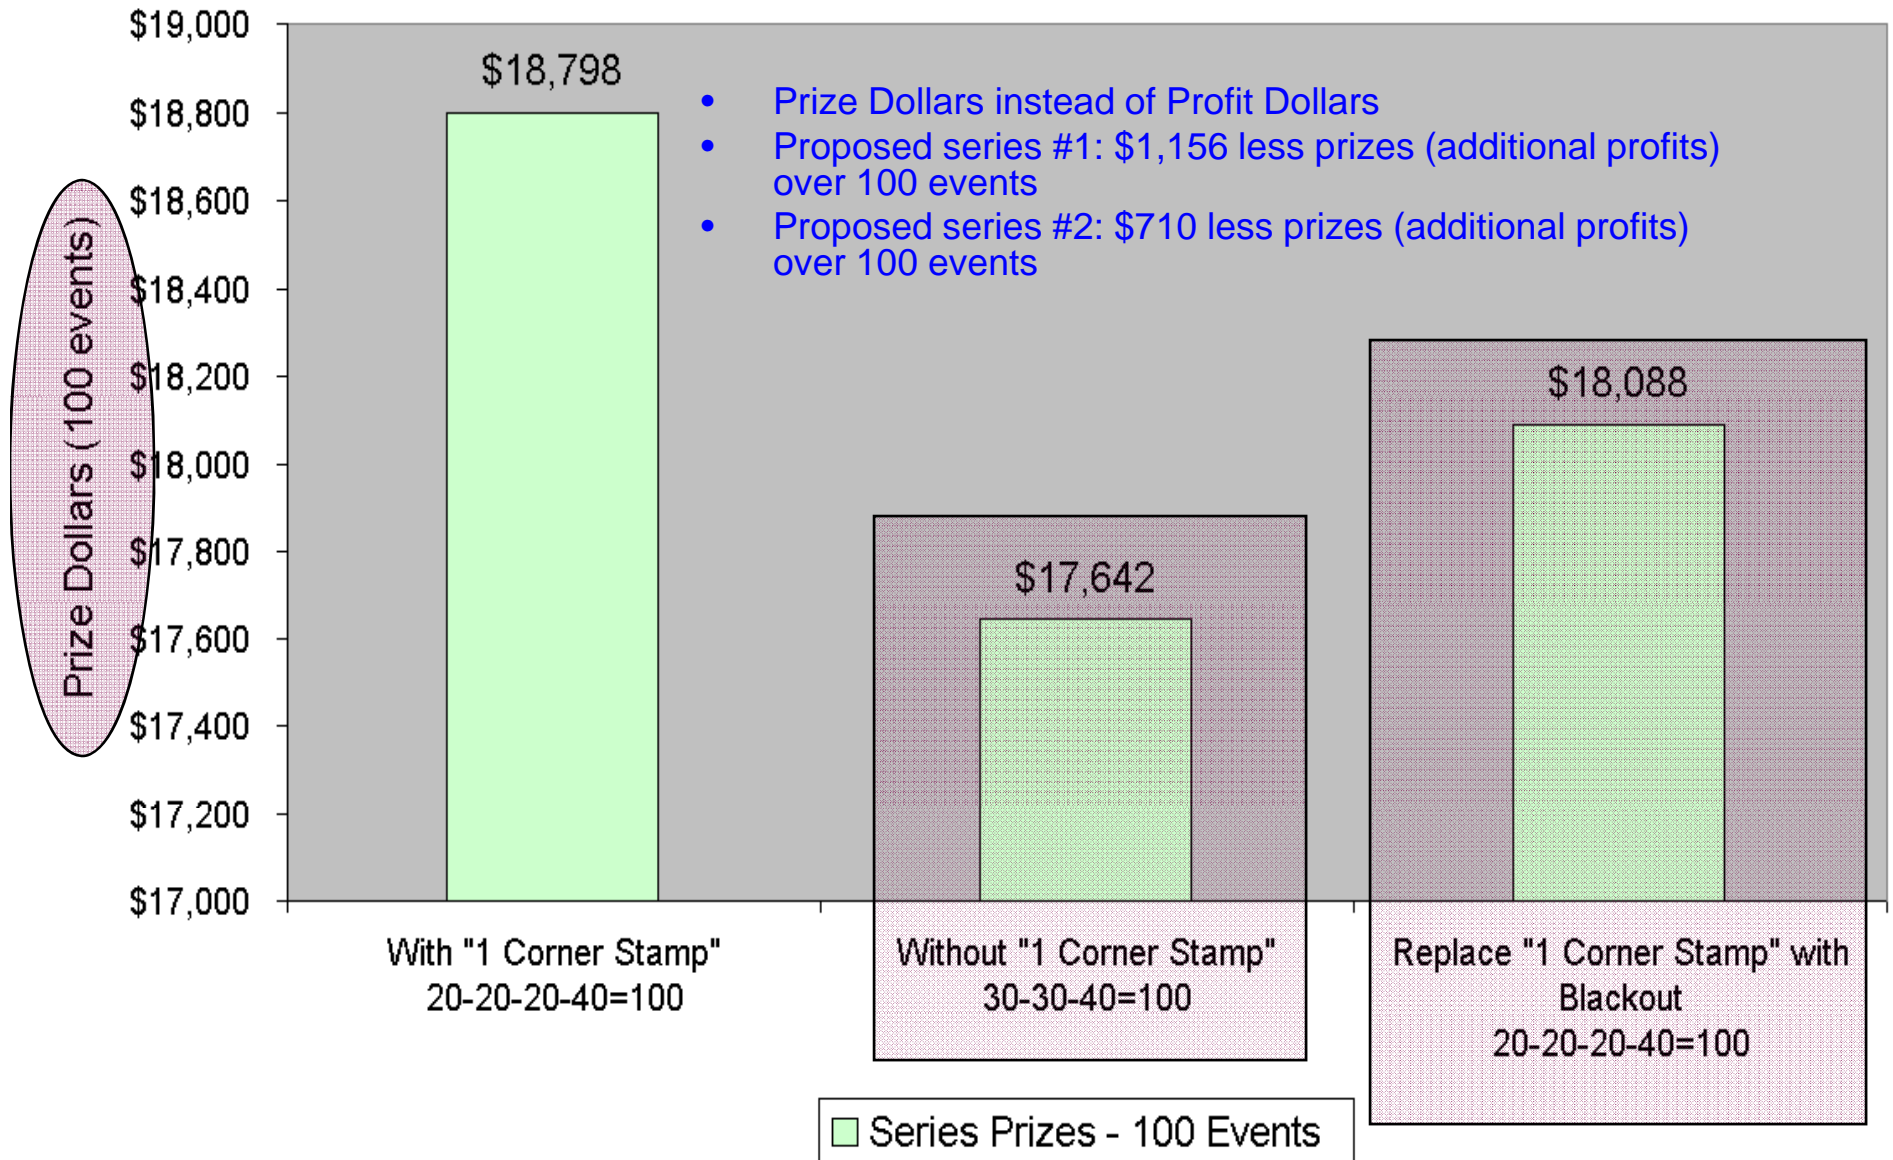 $19,000
$18,800
$18,600
$18,400
$18,200
$18,000
$17,800
$17,600
$17,400
$17,200
$17,000
Prize Dollars (100 events)
$18,798
• Prize Dollars instead of Profit Dollars
• Proposed series #1: $1,156 less prizes (additional profits)
over 100 events
• Proposed series #2: $710 less prizes (additional profits)
over 100 events
$17,642
$18,088
With "1 Corner Stamp"
20-20-20-40=100
Without "1 Corner Stamp"
30-30-40=100
Replace "1 Corner Stamp" with
Blackout
20-20-20-40=100
Series Prizes - 100 Events